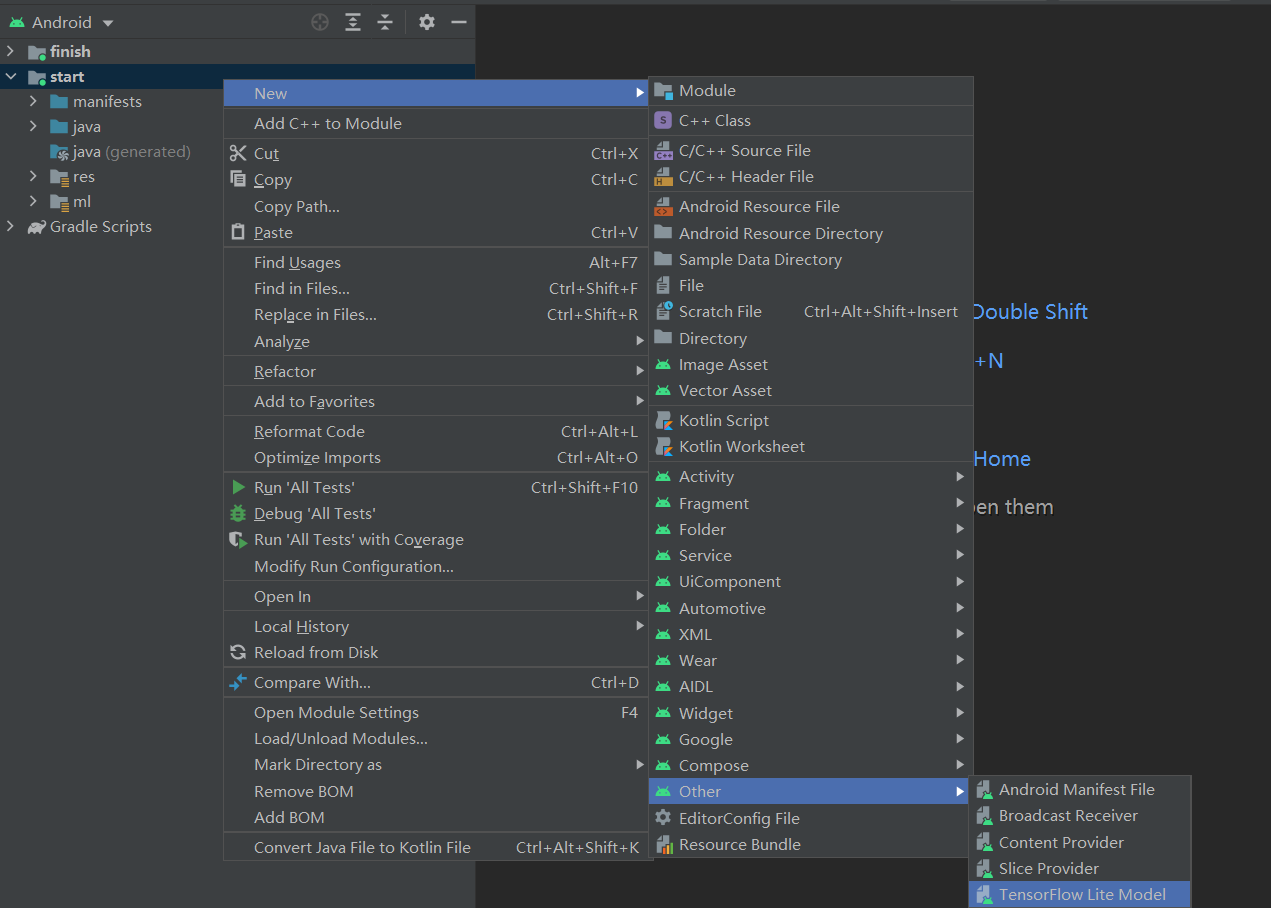 Android
finish
start
manifests
java
java (generated)
res
ml
Gradle Scripts
New
Add C++ to Module
Cut Ctrl+X
Copy Ctrl+C
Copy Path...
Paste Ctrl+V
Find Usages Alt+F7
Find in Files... Ctrl+Shift+F
Replace in Files... Ctrl+Shift+R
Analyze
Refactor
Add to Favorites
Reformat Code Ctrl+Alt+L
Optimize Imports Ctrl+Alt+O
Run 'All Tests' Ctrl+Shift+F10
Debug 'All Tests'
Run 'All Tests' with Coverage
Modify Run Configuration...
Open In
Local History
Reload from Disk
Compare With... Ctrl+D
Open Module Settings F4
Load/Unload Modules...
Mark Directory as
Remove BOM
Add BOM
Convert Java File to Kotlin File Ctrl+Alt+Shift+K
Module
S C++ Class
C++ C/C++ Source File
H C/C++ Header File
Android Resource File
Android Resource Directory
Sample Data Directory
File
Scratch File Ctrl+Alt+Shift+Insert
Directory
Image Asset
Vector Asset
Kotlin Script
Kotlin Worksheet
Activity
Fragment
Folder
Service
UiComponent
Automotive
XML
Wear
AIDL
Widget
Google
Compose
Other
EditorConfig File
Resource Bundle
Android Manifest File
Broadcast Receiver
Content Provider
Slice Provider
TensorFlow Lite Model
Double Shift
+N
Home
them